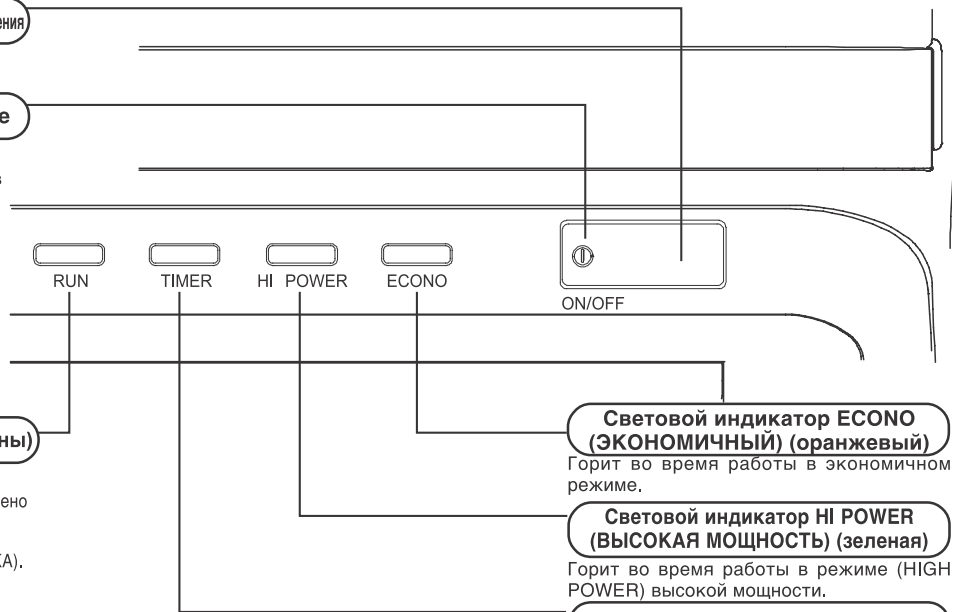 ения
е
в
RUN
TIMER
HI POWER
ECONO
ON/OFF
ны)
ено
КА).
Световой индикатор ECONO
(ЭКОНОМИЧНЫЙ) (оранжевый)
Горит во время работы в экономичном
режиме.
Световой индикатор HI POWER
(ВЫСОКАЯ МОЩНОСТЬ) (зеленая)
Горит во время работы в режиме (HIGH
POWER) высокой мощности.